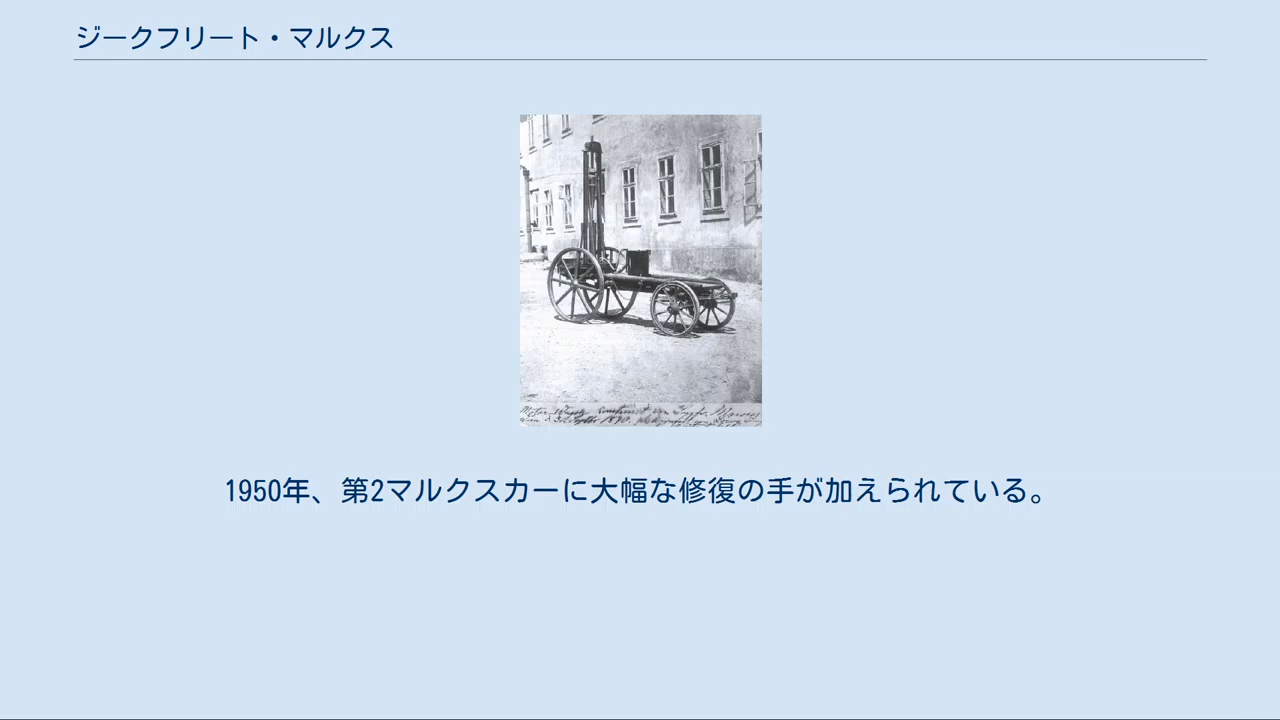 ジークフリート・マルクス
1950年、第2マルクスカーに大幅な修復の手が加えられている。